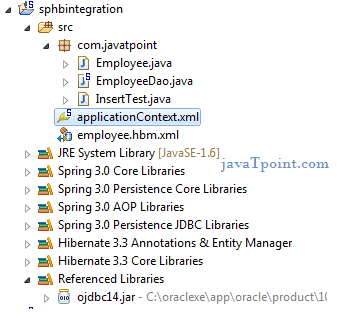 sphbintegration
src
com.javatpoint
Employee.java
EmployeeDao.java
InsertTest.java
applicationContext.xml
employee.hbm.xml
JRE System Library [JavaSE-1.6]
javaTpoint.com
Spring 3.0 Core Libraries
Spring 3.0 Persistence Core Libraries
Spring 3.0 AOP Libraries
Spring 3.0 Persistence JDBC Libraries
Hibernate 3.3 Annotations & Entity Manager
Hibernate 3.3 Core Libraries
Referenced Libraries
ojdbc14.jar - C:\oraclexe\app\oracle\product\10